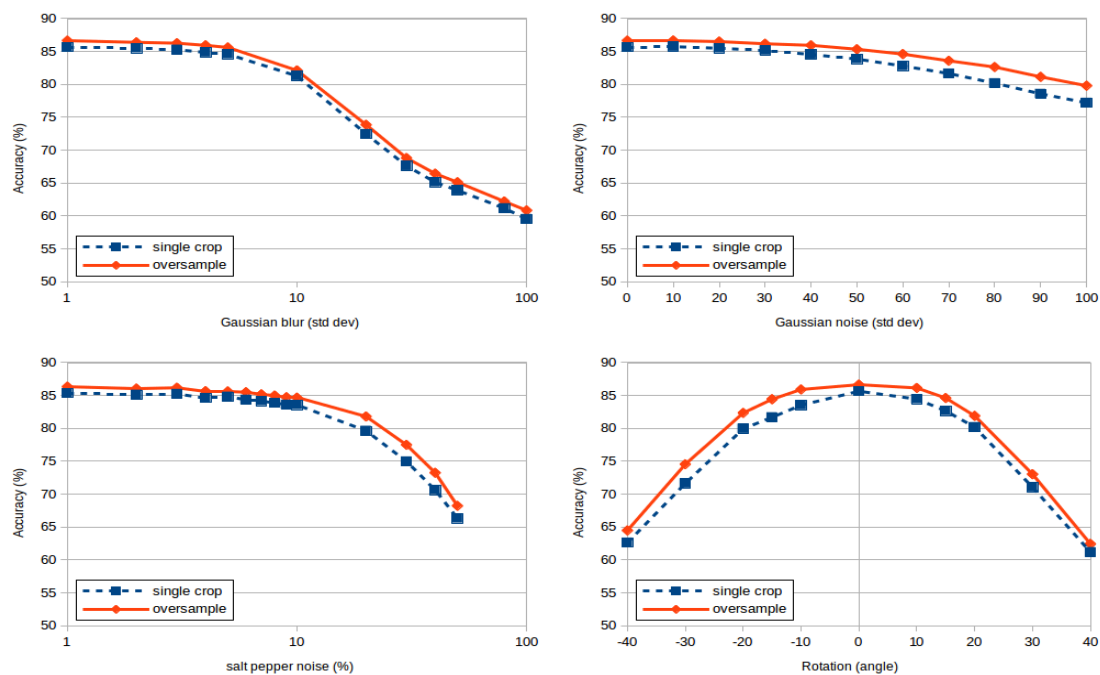 90
85
80
75
70
65
60
55
50
Accuracy (%)
single crop
oversample
1 10 100
Gaussian blur (std dev)
90
85
80
75
70
65
60
55
50
Accuracy (%)
single crop
oversample
0 10 20 30 40 50 60 70 80 90 100
Gaussian noise (std dev)
90
85
80
75
70
65
60
55
50
Accuracy (%)
single crop
oversample
1 10 100
salt pepper noise (%)
90
85
80
75
70
65
60
55
50
Accuracy (%)
single crop
oversample
-40 -30 -20 -10 0 10 20 30 40
Rotation (angle)